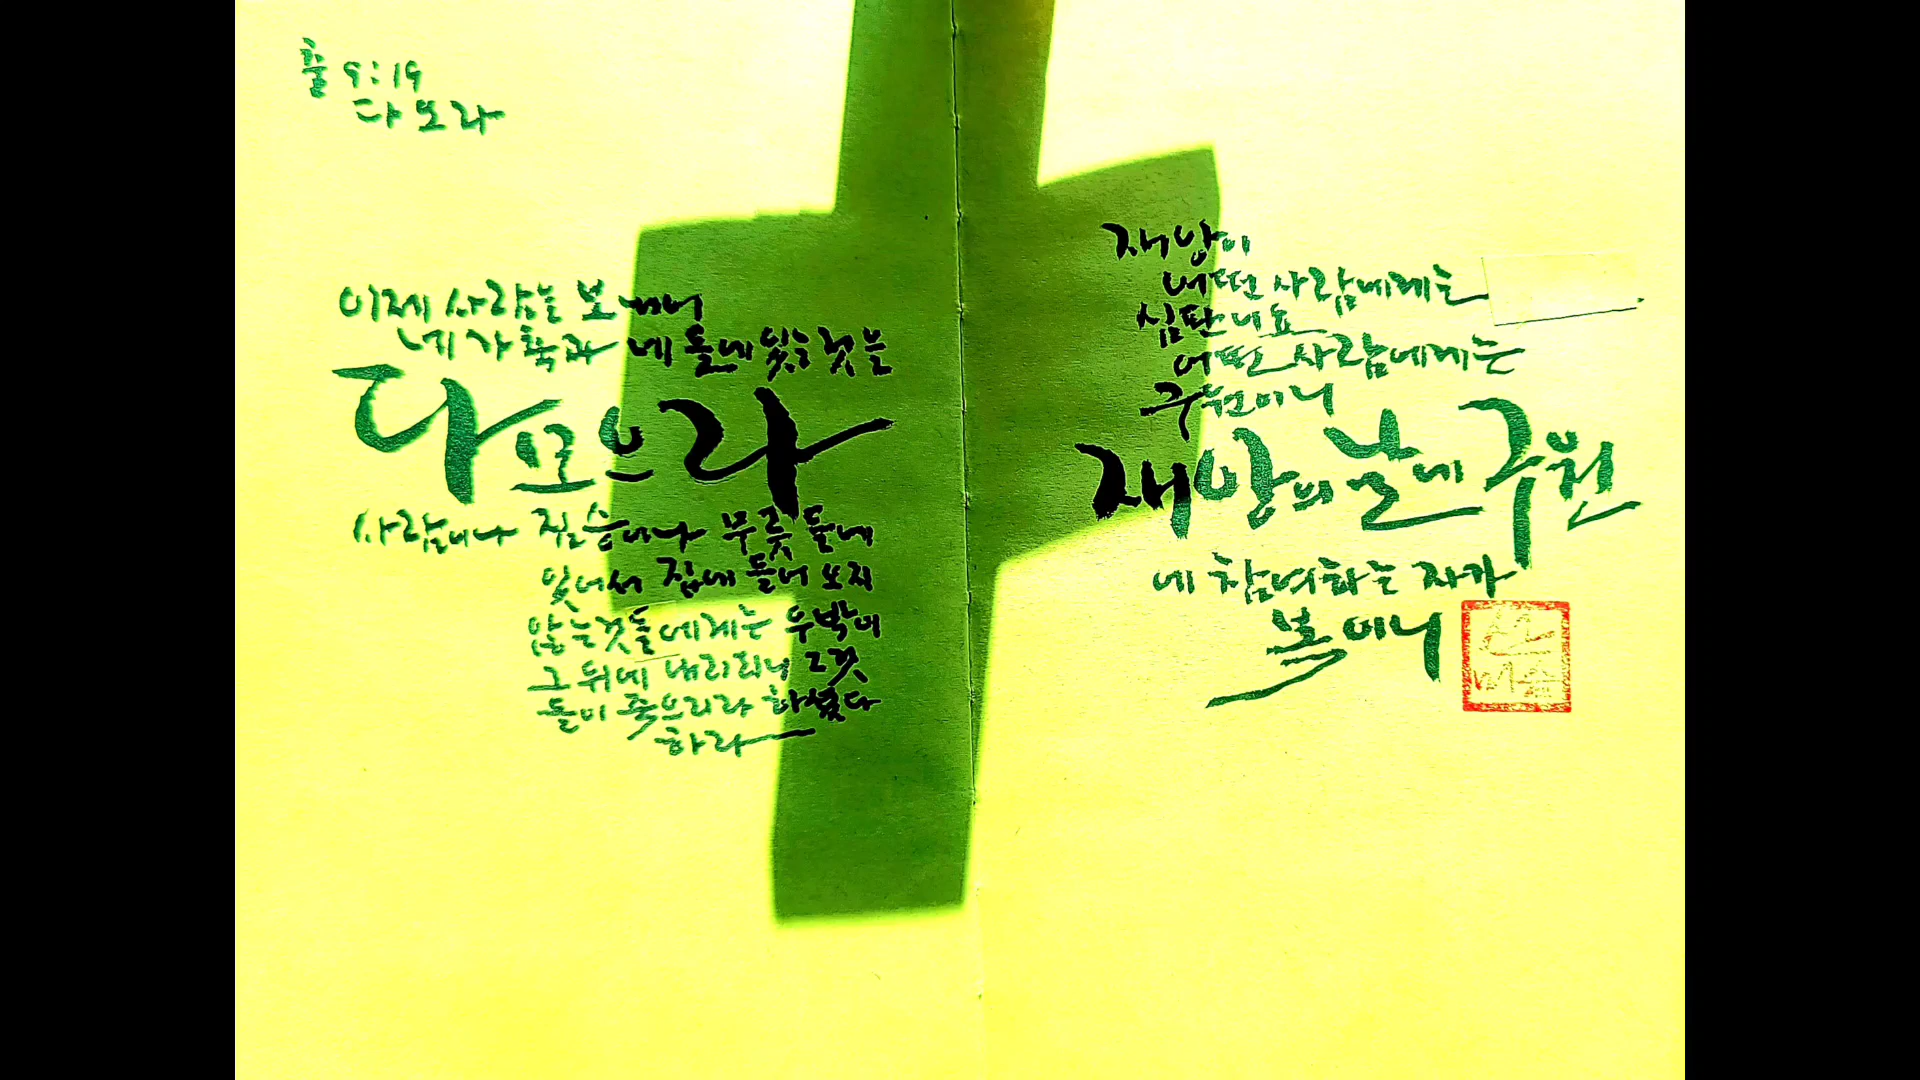 출 9:19
다 모으라
이제 사람을 보내어
네 가축과 네 들에 있는 것을
다 모으라
사람이나 짐승이나 무릇 들에
있어서 집에 들어 오지
않는 것들에게는 우박이
그 위에 내리리니 그것
들이 죽으리라 하셨다
하라
재앙이
어떤 사람에게는
심판이요
어떤 사람에게는
구원이니
재앙의 날에 구원
에 참여하는 자가
복이니